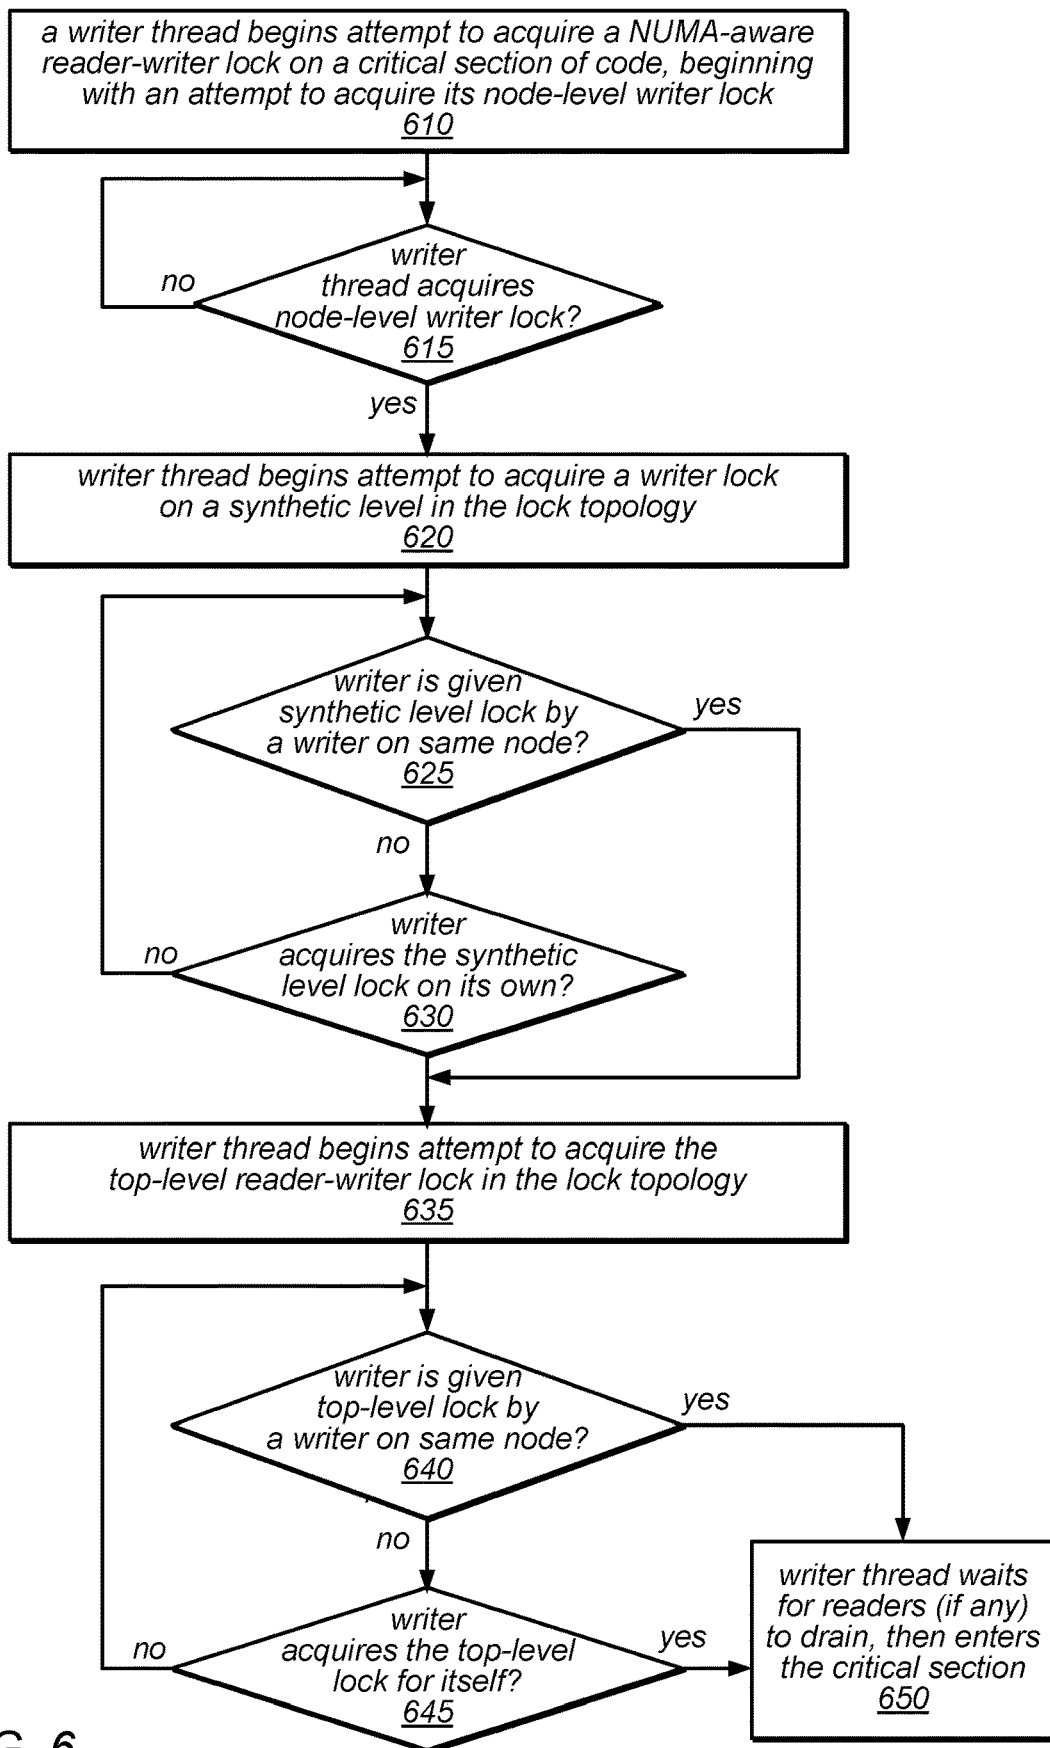 a writer thread begins attempt to acquire a NUMA-aware
reader-writer lock on a critical section of code, beginning
with an attempt to acquire its node-level writer lock
610
writer
thread acquires
node-level writer lock?
615
no
yes
writer thread begins attempt to acquire a writer lock
on a synthetic level in the lock topology
620
writer is given
synthetic level lock by
a writer on same node?
625
yes
no
writer
acquires the synthetic
level lock on its own?
630
no
writer thread begins attempt to acquire the
top-level reader-writer lock in the lock topology
635
writer is given
top-level lock by
a writer on same node?
640
yes
no
writer
acquires the top-level
lock for itself?
645
no
yes
writer thread waits
for readers (if any)
to drain, then enters
the critical section
650
G. 6